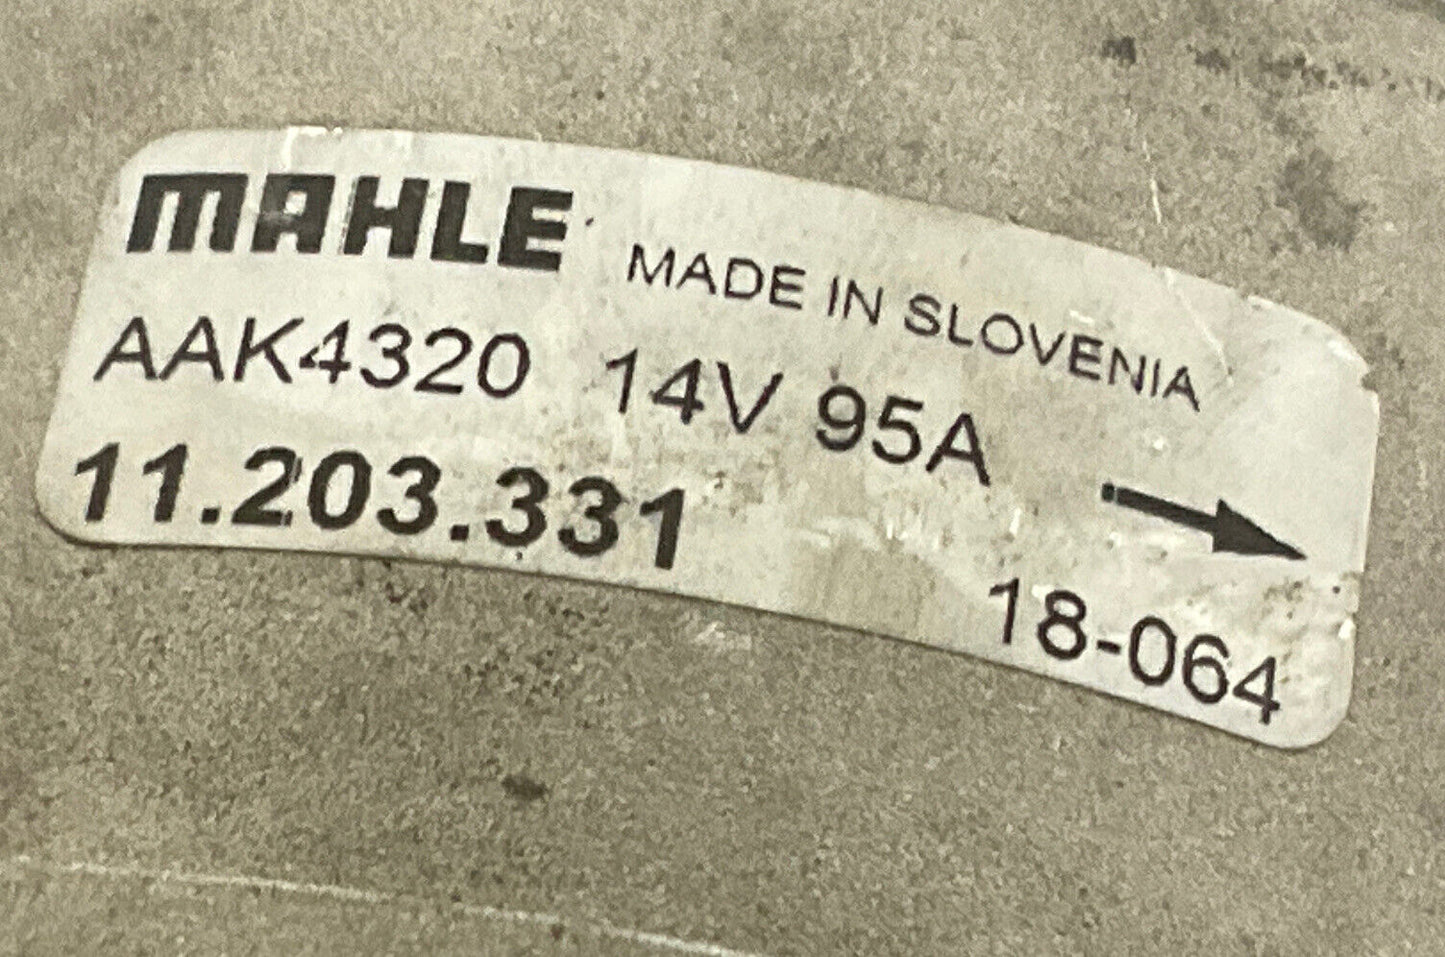 MAHLE MADE IN SLOVENIA
AAK4320 14V 95A
11.203.331
18-064